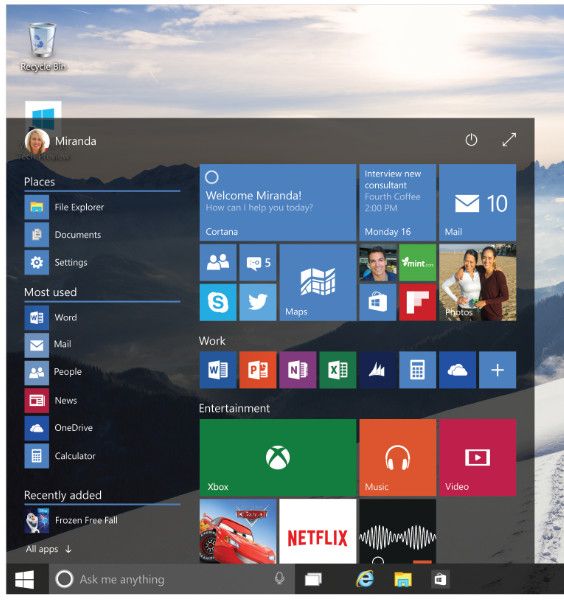 Recycle Bin
Miranda
Places
File Explorer
Documents
Settings
Most used
Word
Mail
People
News
OneDrive
Calculator
Recently added
Frozen Free Fall
All apps
Welcome Miranda!
How can I help you today?
Cortana
Interview new
consultant
Fourth Coffee
2:00 PM
Monday 16
10
Mail
5
Maps
mint.com
Photos
Work
Entertainment
Xbox
Music
Video
Cars
NETFLIX
Ask me anything